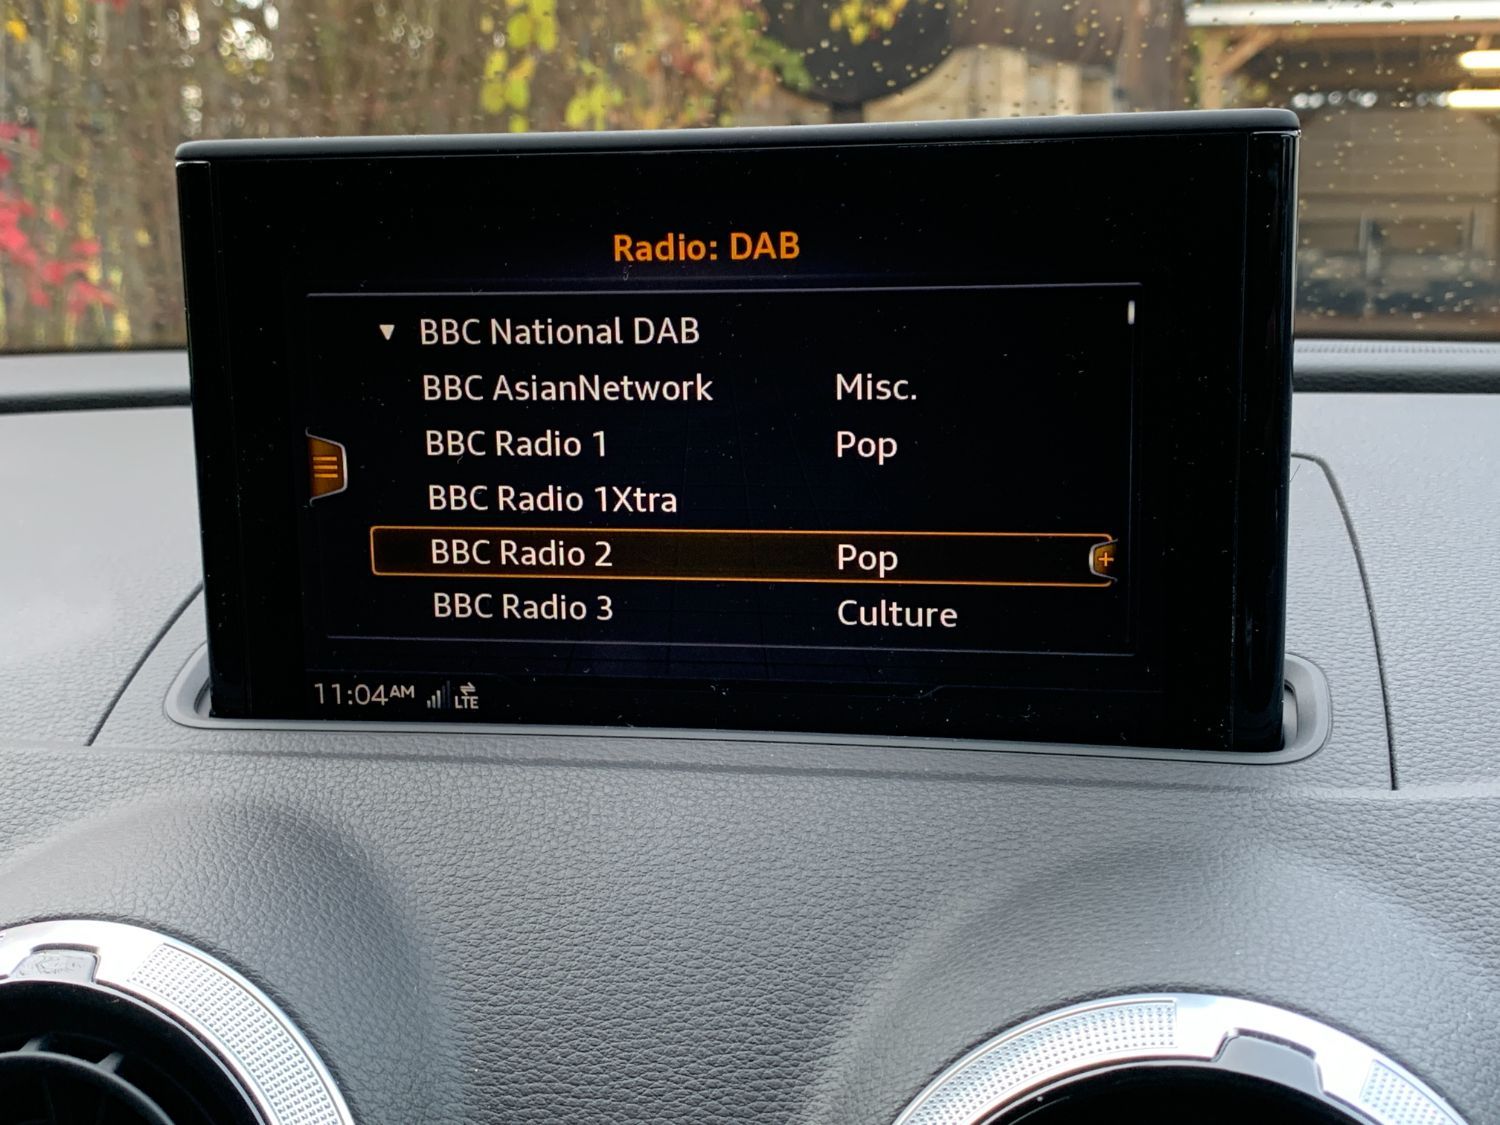 Radio: DAB
BBC National DAB
BBC AsianNetwork Misc.
BBC Radio 1 Pop
BBC Radio 1Xtra
BBC Radio 2 Pop
BBC Radio 3 Culture
11:04AM LTE